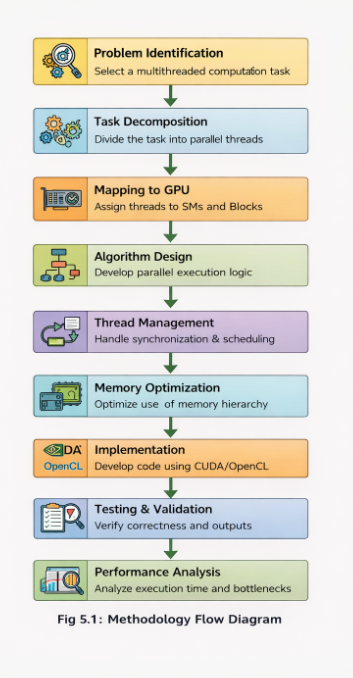 Problem Identification
Select a multithreaded computation task
Task Decomposition
Divide the task into parallel threads
Mapping to GPU
Assign threads to SMs and Blocks
Algorithm Design
Develop parallel execution logic
Thread Management
Handle synchronization & scheduling
Memory Optimization
Optimize use of memory hierarchy
DA
OpenCL
Implementation
Develop code using CUDA/OpenCL
Testing & Validation
Verify correctness and outputs
Performance Analysis
Analyze execution time and bottlenecks
Fig 5.1: Methodology Flow Diagram